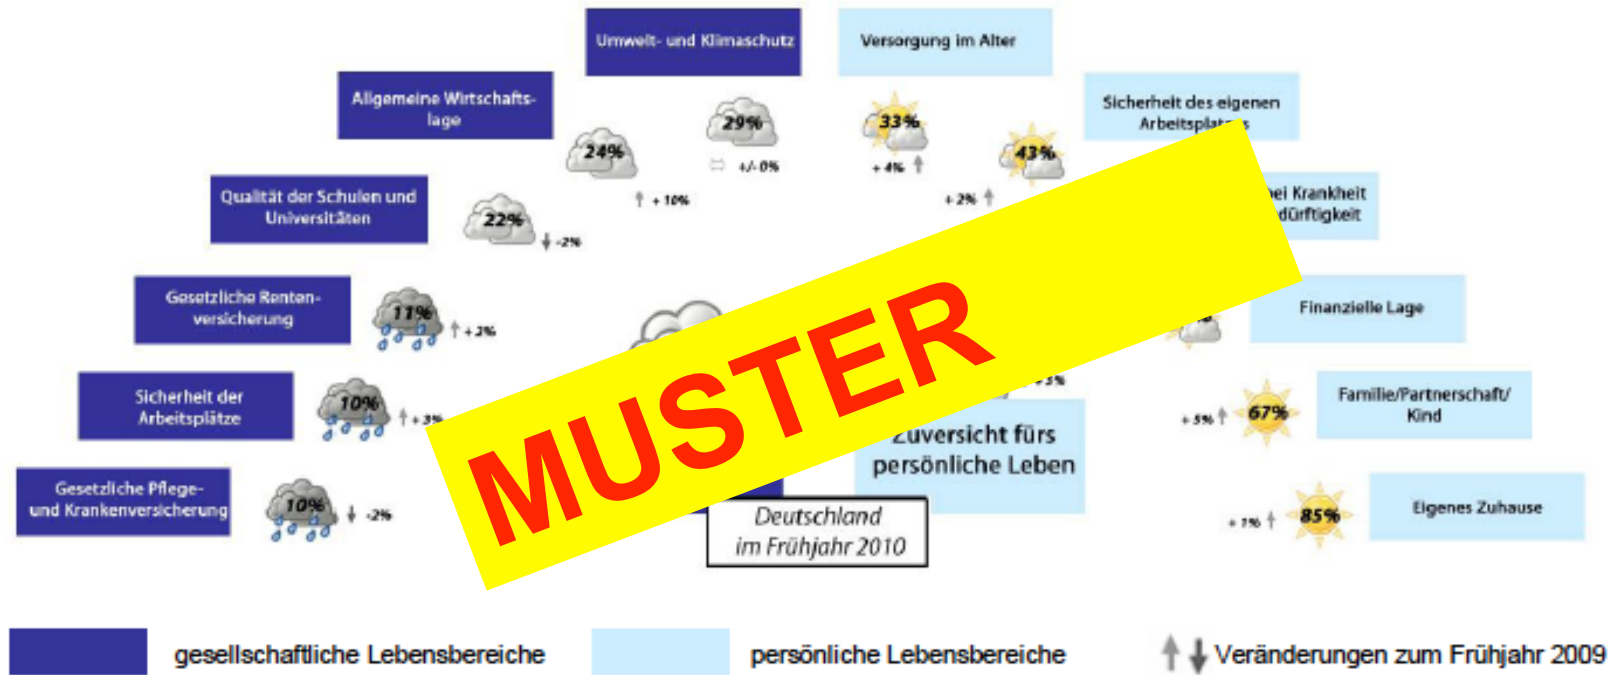 Umwelt- und Klimaschutz
Versorgung im Alter
Allgemeine Wirtschafts-
lage
29%
+/- 0%
33%
+ 4%
Sicherheit des eigenen
24%
+ 10%
43%
+ 2%
Qualität der Schulen und
Universitäten
22%
-2%
bei Krankheit
Gesetzliche Renten-
versicherung
11%
Finanzielle Lage
MUSTER
Sicherheit der
Arbeitsplätze
10%
+ 3%
Zuversicht fürs
persönliche Leben
+ 5%
67%
Familie/Partnerschaft/
Kind
Gesetzliche Pflege-
und Krankenversicherung
10%
-2%
Deutschland
im Frühjahr 2010
+ 1%
85%
Eigenes Zuhause
gesellschaftliche Lebensbereiche
persönliche Lebensbereiche
Veränderungen zum Frühjahr 2009